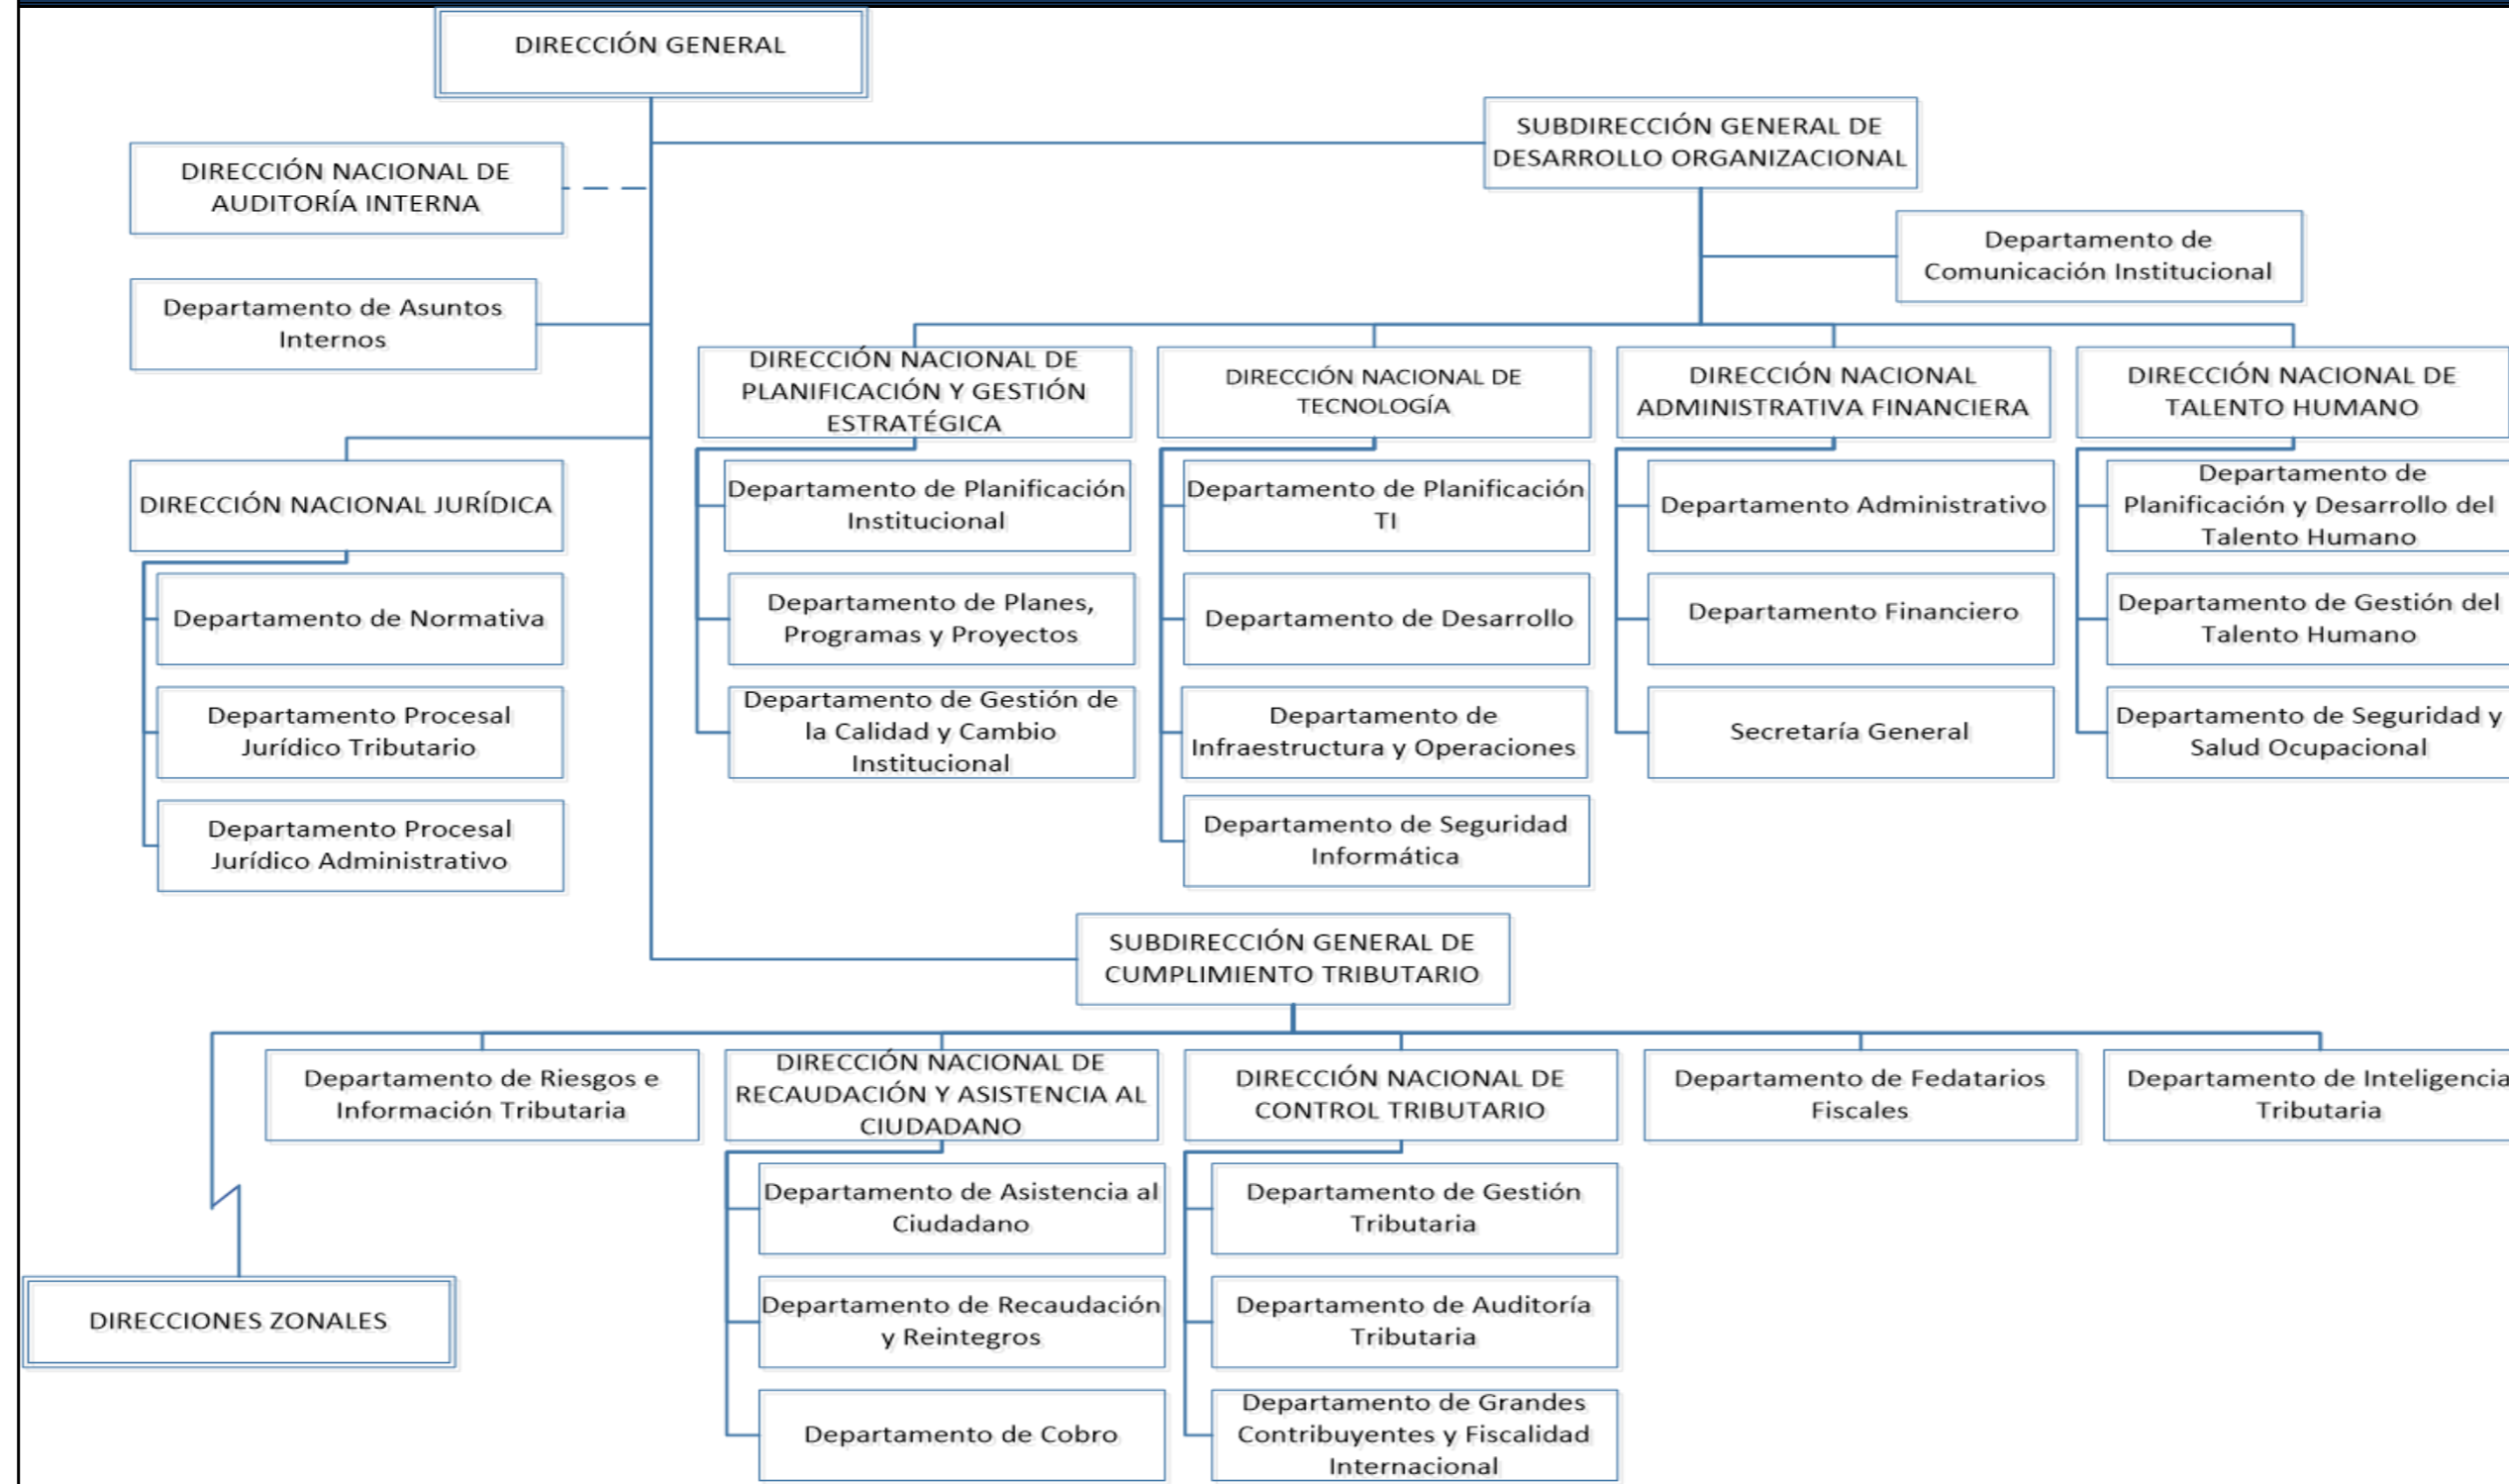 DIRECCIÓN GENERAL
SUBDIRECCIÓN GENERAL DE
DESARROLLO ORGANIZACIONAL
DIRECCIÓN NACIONAL DE
AUDITORÍA INTERNA
Departamento de
Comunicación Institucional
Departamento de Asuntos
Internos
DIRECCIÓN NACIONAL DE
PLANIFICACIÓN Y GESTIÓN
ESTRATÉGICA
DIRECCIÓN NACIONAL DE
TECNOLOGÍA
DIRECCIÓN NACIONAL
ADMINISTRATIVA FINANCIERA
DIRECCIÓN NACIONAL DE
TALENTO HUMANO
DIRECCIÓN NACIONAL JURÍDICA
Departamento de Planificación
Institucional
Departamento de Planificación
TI
Departamento Administrativo
Departamento de
Planificación y Desarrollo del
Talento Humano
Departamento de Normativa
Departamento de Planes,
Programas y Proyectos
Departamento de Desarrollo
Departamento Financiero
Departamento de Gestión del
Talento Humano
Departamento Procesal
Jurídico Tributario
Departamento de Gestión de
la Calidad y Cambio
Institucional
Departamento de
Infraestructura y Operaciones
Secretaría General
Departamento de Seguridad y
Salud Ocupacional
Departamento Procesal
Jurídico Administrativo
Departamento de Seguridad
Informática
SUBDIRECCIÓN GENERAL DE
CUMPLIMIENTO TRIBUTARIO
Departamento de Riesgos e
Información Tributaria
DIRECCIÓN NACIONAL DE
RECAUDACIÓN Y ASISTENCIA AL
CIUDADANO
DIRECCIÓN NACIONAL DE
CONTROL TRIBUTARIO
Departamento de Fedatarios
Fiscales
Departamento de Inteligencia
Tributaria
Departamento de Asistencia al
Ciudadano
Departamento de Gestión
Tributaria
DIRECCIONES ZONALES
Departamento de Recaudación
y Reintegros
Departamento de Auditoría
Tributaria
Departamento de Cobro
Departamento de Grandes
Contribuyentes y Fiscalidad
Internacional